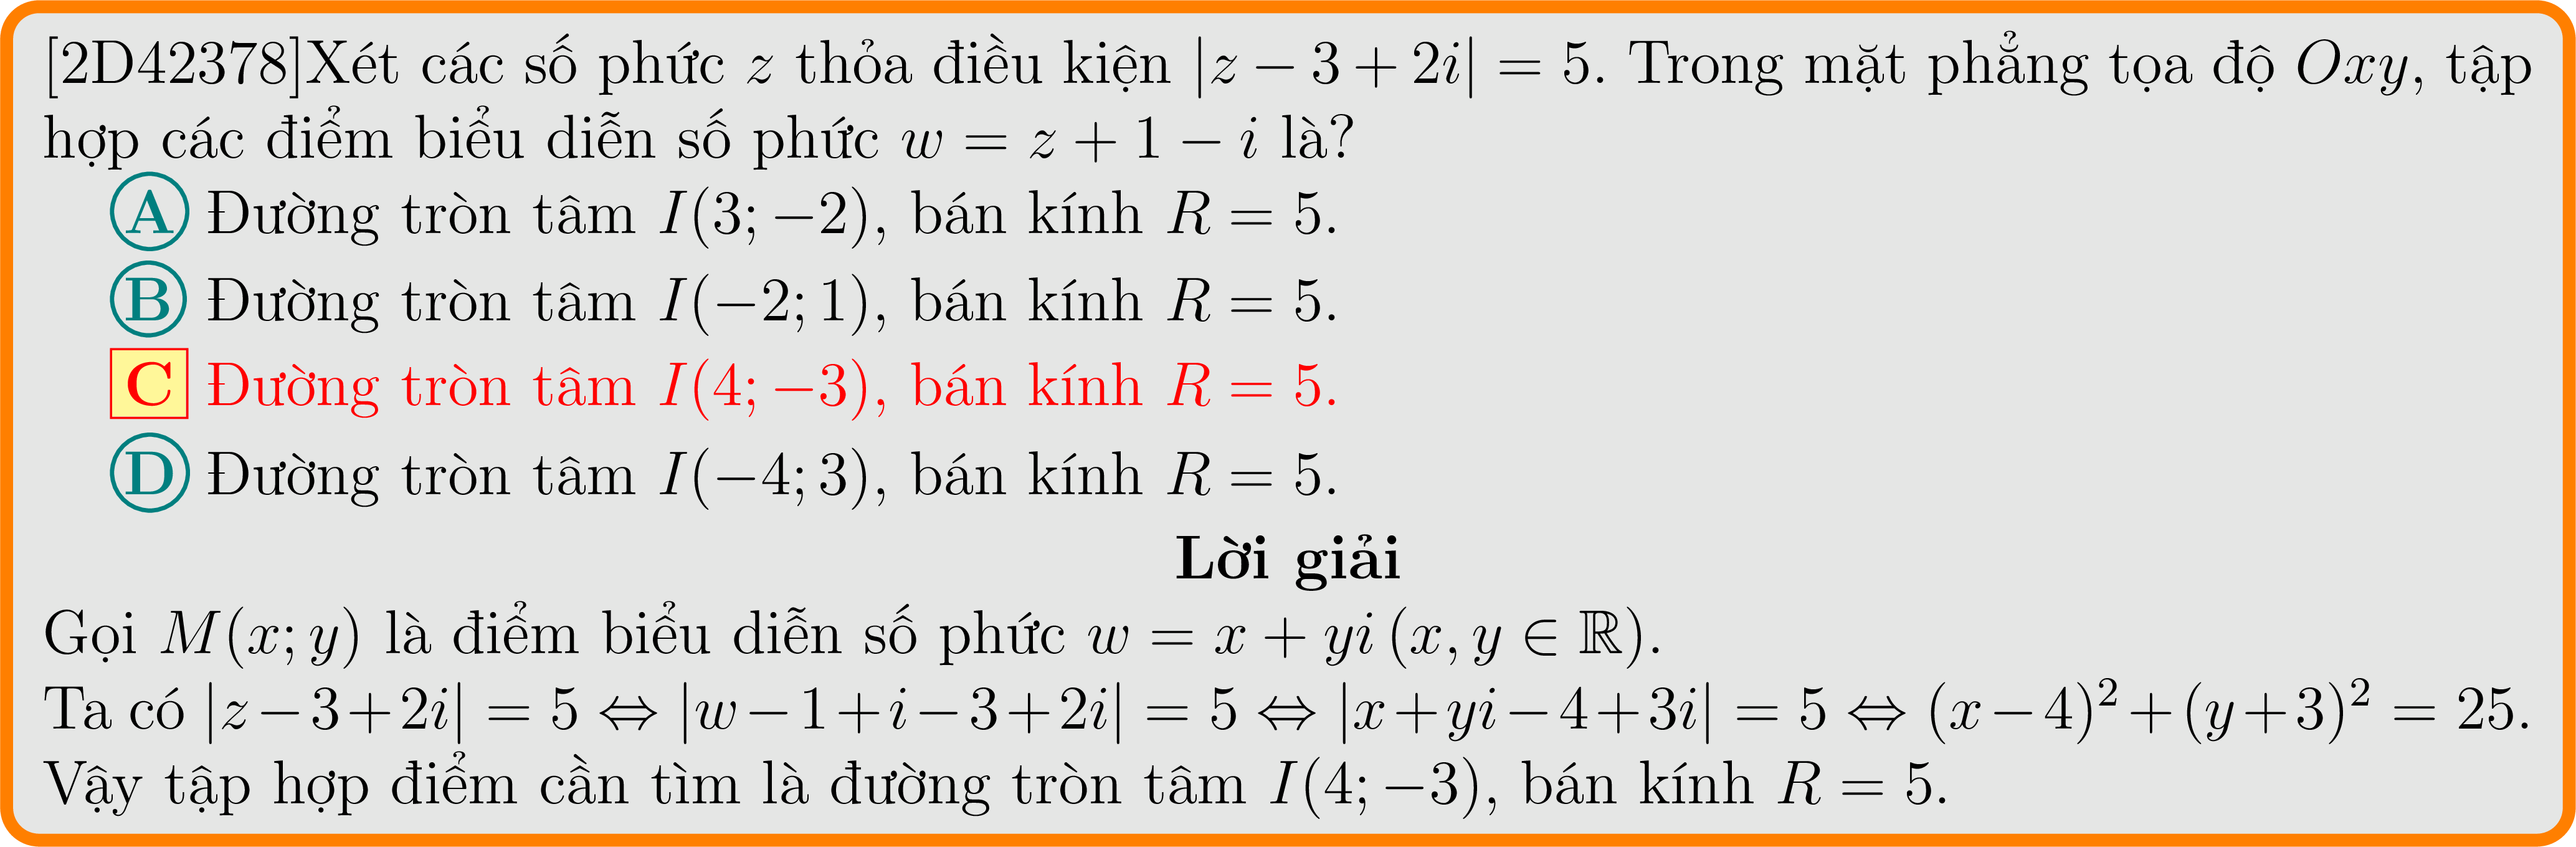 [2D42378]Xét các số phức z thỏa điều kiện |z − 3 + 2i| = 5. Trong mặt phẳng tọa độ Oxy, tập
hợp các điểm biểu diễn số phức w = z + 1 − i là?
A Đường tròn tâm I(3; −2), bán kính R = 5.
B Đường tròn tâm I(−2; 1), bán kính R = 5.
C Đường tròn tâm I(4; −3), bán kính R = 5.
D Đường tròn tâm I(−4; 3), bán kính R = 5.
Lời giải
Gọi M(x; y) là điểm biểu diễn số phức w = x + yi (x, y ∈ ℝ).
Ta có |z − 3 + 2i| = 5 ⇔ |w − 1 + i − 3 + 2i| = 5 ⇔ |x + yi − 4 + 3i| = 5 ⇔ (x − 4)² + (y + 3)² = 25.
Vậy tập hợp điểm cần tìm là đường tròn tâm I(4; −3), bán kính R = 5.